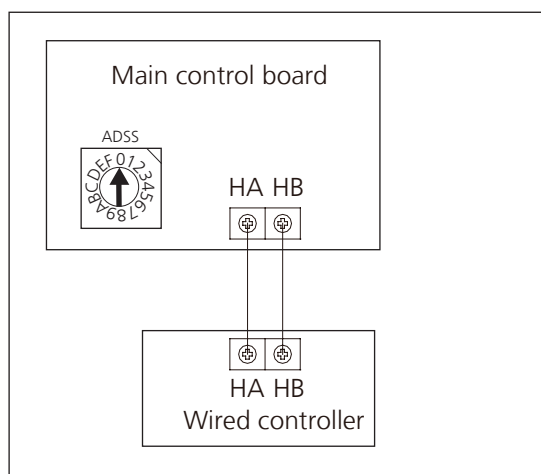 Main control board
ADSS
0123456789ABCDEF
HA HB
HA HB
Wired controller